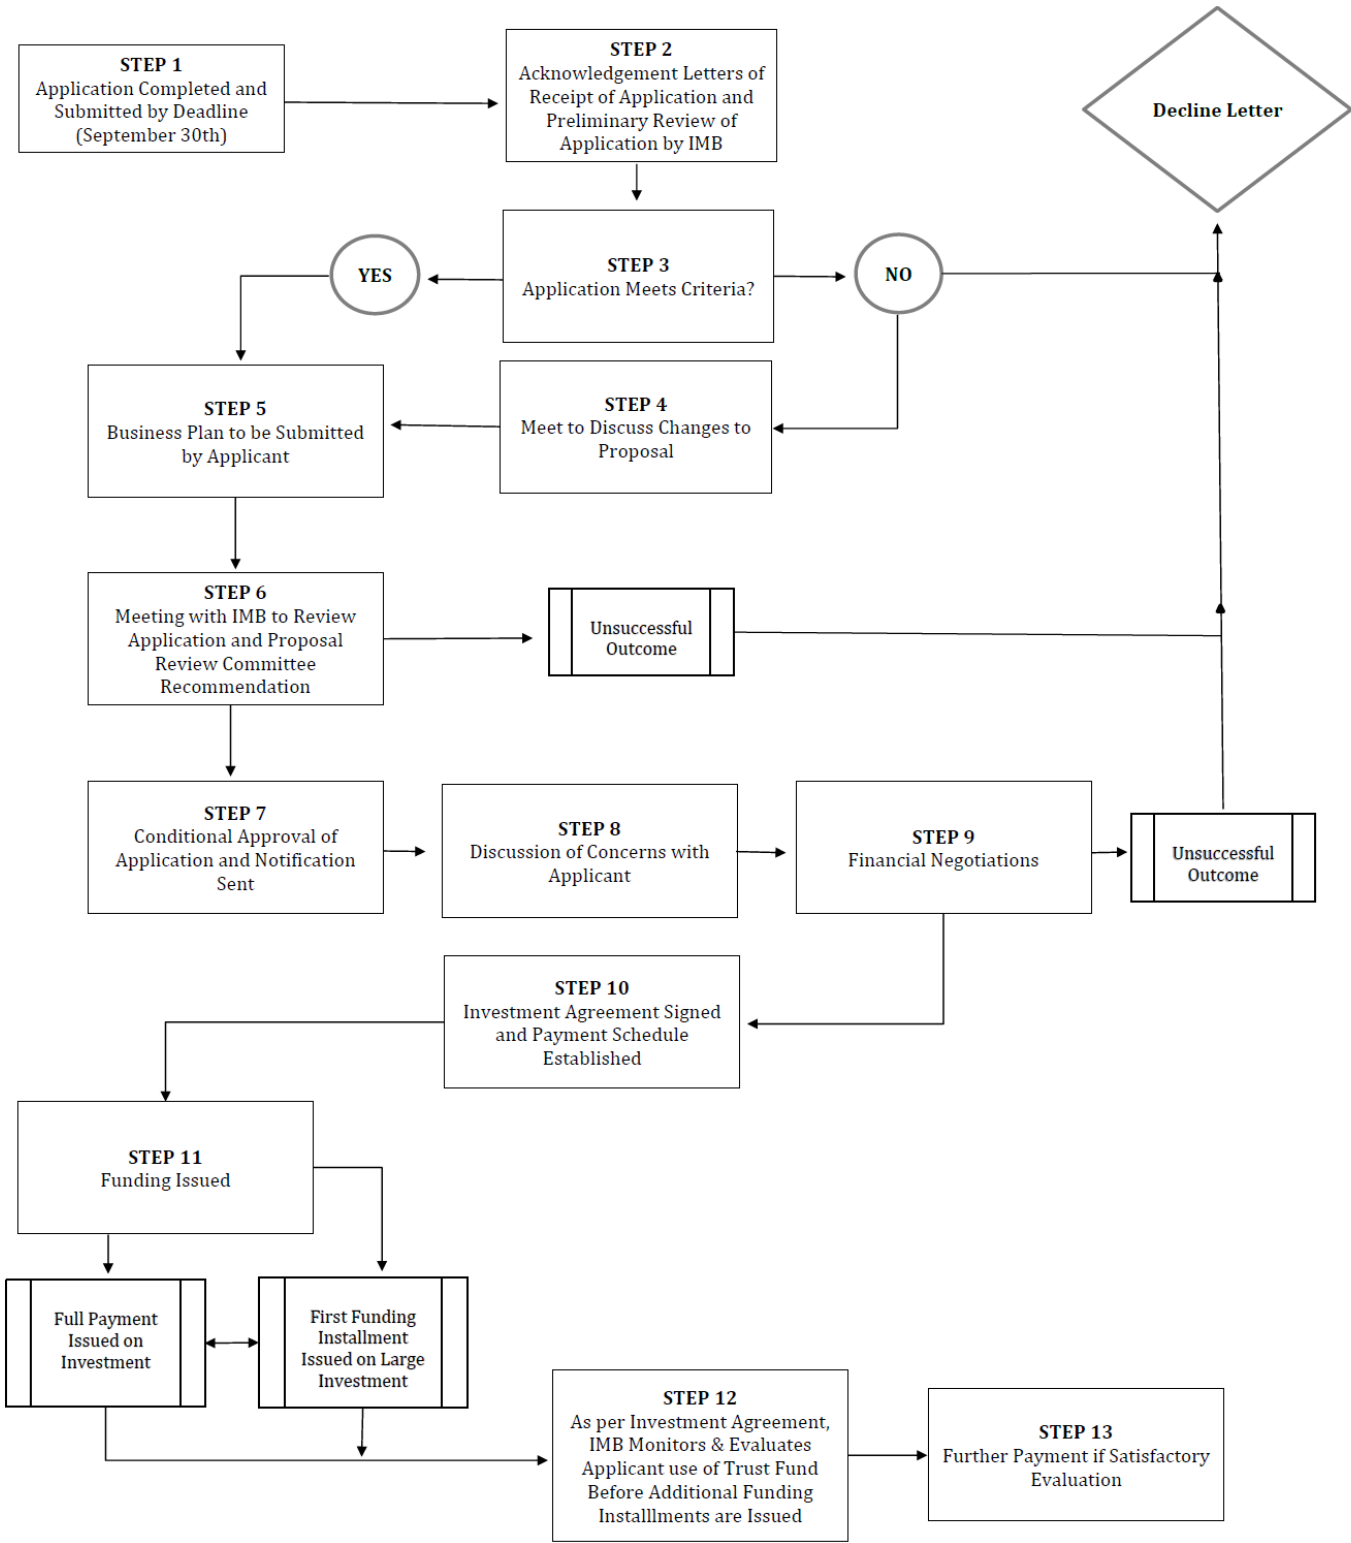 STEP 1
Application Completed and
Submitted by Deadline
(September 30th)
STEP 2
Acknowledgement Letters of
Receipt of Application and
Preliminary Review of
Application by IMB
Decline Letter
STEP 3
Application Meets Criteria?
YES
NO
STEP 4
Meet to Discuss Changes to
Proposal
STEP 5
Business Plan to be Submitted
by Applicant
STEP 6
Meeting with IMB to Review
Application and Proposal
Review Committee
Recommendation
Unsuccessful
Outcome
STEP 7
Conditional Approval of
Application and Notification
Sent
STEP 8
Discussion of Concerns with
Applicant
STEP 9
Financial Negotiations
Unsuccessful
Outcome
STEP 10
Investment Agreement Signed
and Payment Schedule
Established
STEP 11
Funding Issued
Full Payment
Issued on
Investment
First Funding
Installment
Issued on Large
Investment
STEP 12
As per Investment Agreement,
IMB Monitors & Evaluates
Applicant use of Trust Fund
Before Additional Funding
Installlments are Issued
STEP 13
Further Payment if Satisfactory
Evaluation